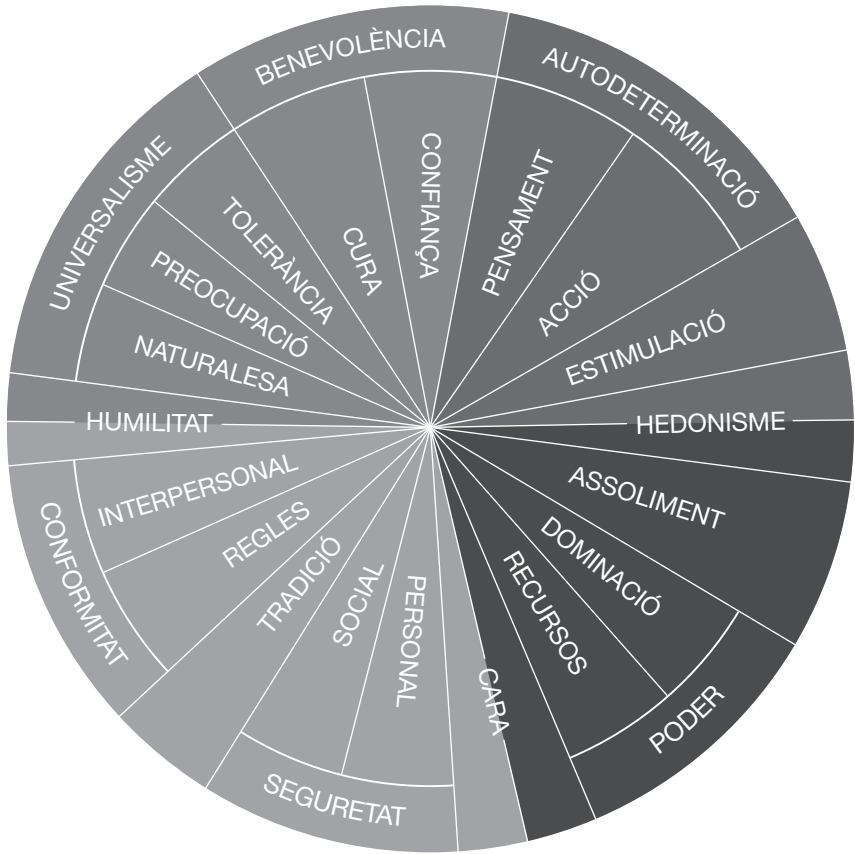 BENEVOLÈNCIA
AUTODETERMINACIÓ
UNIVERSALISME
CONFIANÇA
PENSAMENT
TOLERÀNCIA
CURA
PREOCUPACIÓ
ACCIÓ
NATURALESA
ESTIMULACIÓ
HUMILITAT
HEDONISME
INTERPERSONAL
ASSOLIMENT
REGLES
DOMINACIÓ
CONFORMITAT
TRADICIÓ
SOCIAL
PERSONAL
RECURSOS
CARA
PODER
SEGURETAT